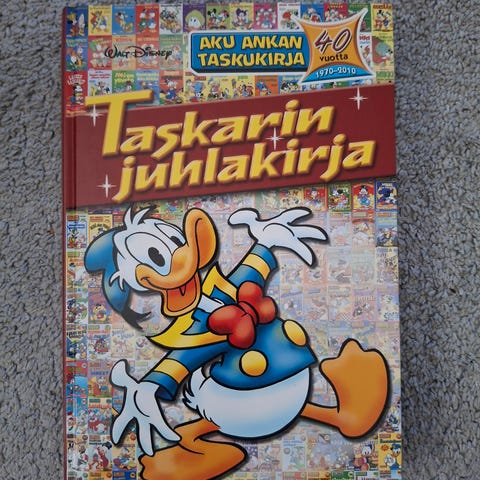 WALT DISNEY
AKU ANKAN
TASKUKIRJA
40
vuotta
1970–2010
Taskarin
juhlakirja